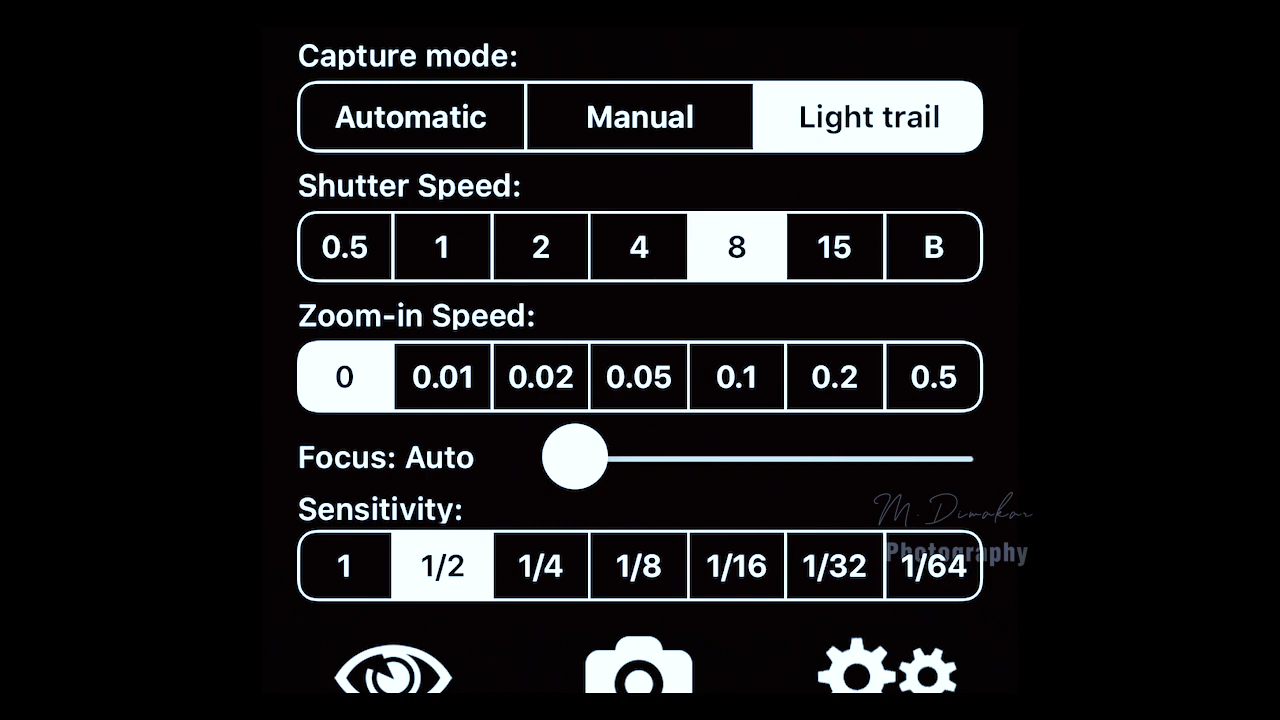 Capture mode:
Automatic Manual Light trail
Shutter Speed:
0.5 1 2 4 8 15 B
Zoom-in Speed:
0 0.01 0.02 0.05 0.1 0.2 0.5
Focus: Auto
Sensitivity:
1 1/2 1/4 1/8 1/16 1/32 1/64
M. Dimakar
Photography